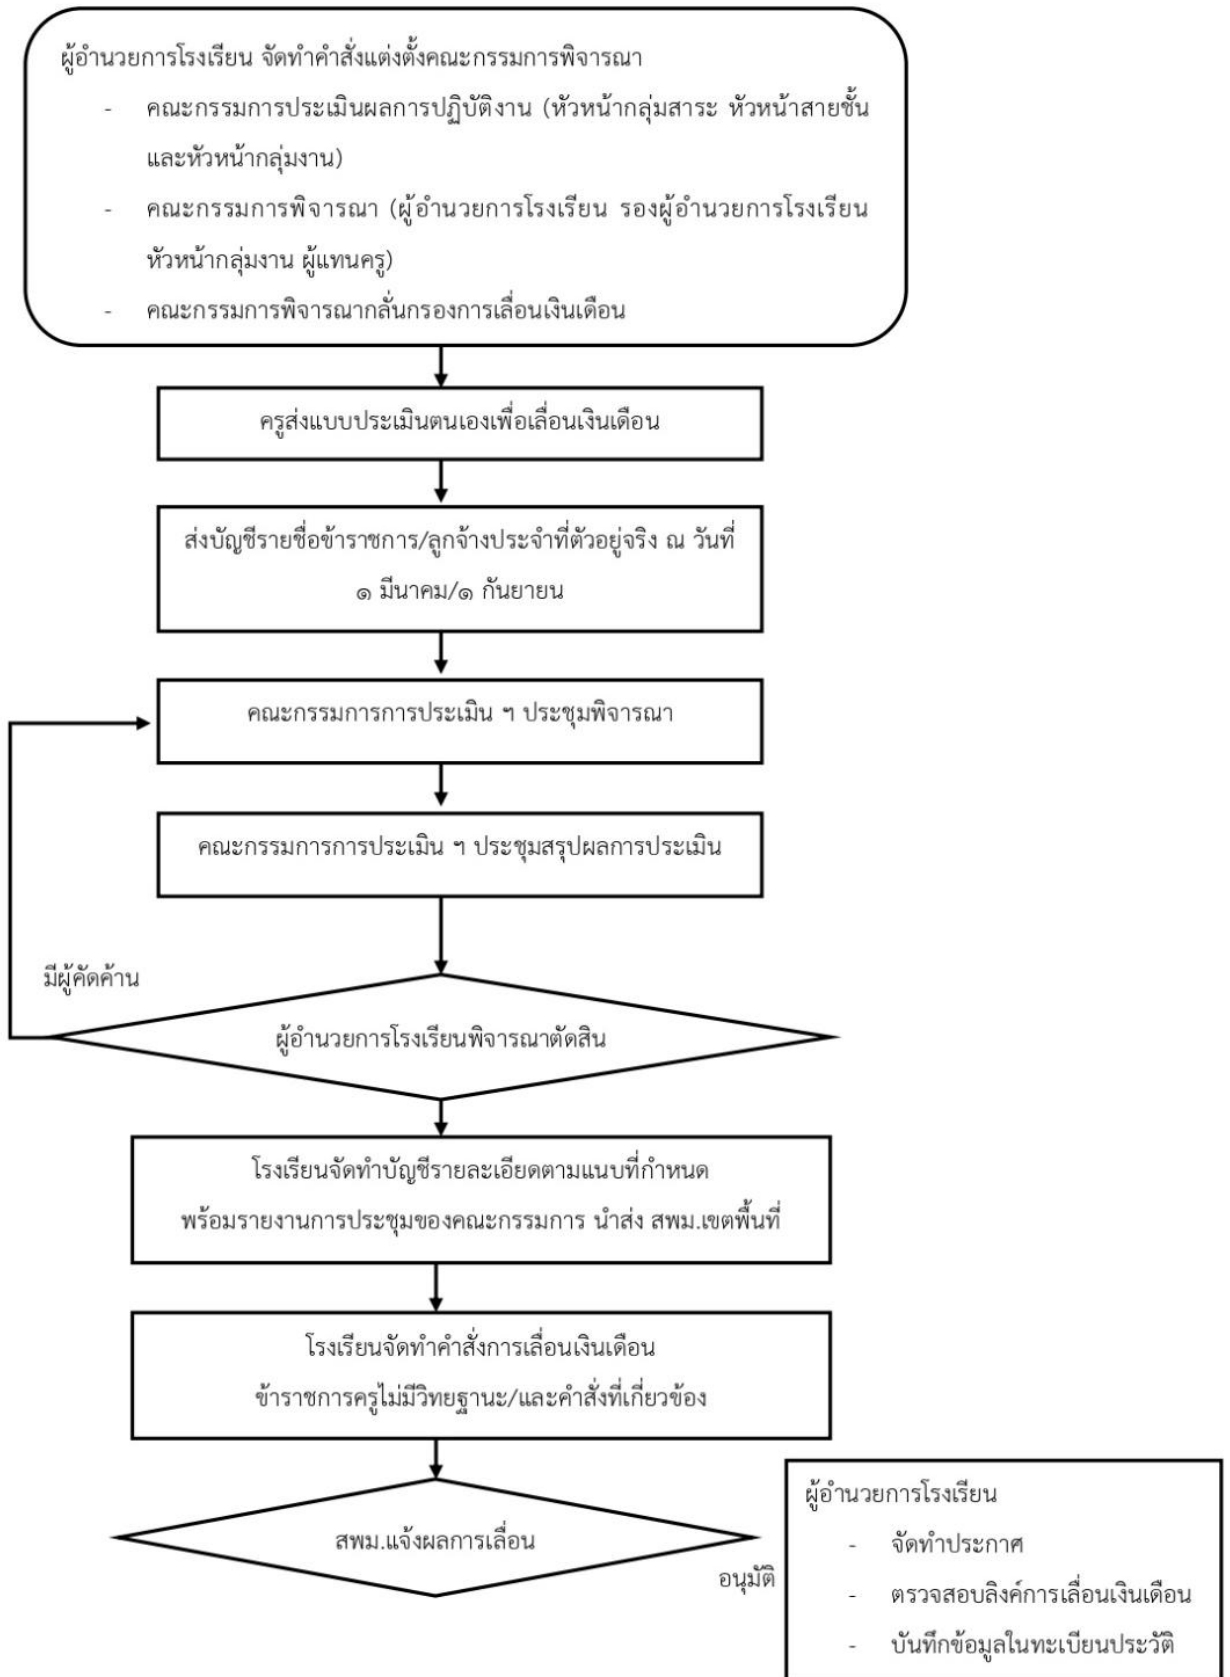 ผู้อำนวยการโรงเรียน จัดทำคำสั่งแต่งตั้งคณะกรรมการพิจารณา
- คณะกรรมการประเมินผลการปฏิบัติงาน (หัวหน้ากลุ่มสาระ หัวหน้าสายชั้น
และหัวหน้ากลุ่มงาน)
- คณะกรรมการพิจารณา (ผู้อำนวยการโรงเรียน รองผู้อำนวยการโรงเรียน
หัวหน้ากลุ่มงาน ผู้แทนครู)
- คณะกรรมการพิจารณากลั่นกรองการเลื่อนเงินเดือน
ครูส่งแบบประเมินตนเองเพื่อเลื่อนเงินเดือน
ส่งบัญชีรายชื่อข้าราชการ/ลูกจ้างประจำที่ตัวอยู่จริง ณ วันที่
๑ มีนาคม/๑ กันยายน
คณะกรรมการการประเมิน ฯ ประชุมพิจารณา
คณะกรรมการการประเมิน ฯ ประชุมสรุปผลการประเมิน
มีผู้คัดค้าน
ผู้อำนวยการโรงเรียนพิจารณาตัดสิน
โรงเรียนจัดทำบัญชีรายละเอียดตามแนบที่กำหนด
พร้อมรายงานการประชุมของคณะกรรมการ นำส่ง สพม.เขตพื้นที่
โรงเรียนจัดทำคำสั่งการเลื่อนเงินเดือน
ข้าราชการครูไม่มีวิทยฐานะ/และคำสั่งที่เกี่ยวข้อง
สพม.แจ้งผลการเลื่อน
อนุมัติ
ผู้อำนวยการโรงเรียน
- จัดทำประกาศ
- ตรวจสอบลิงค์การเลื่อนเงินเดือน
- บันทึกข้อมูลในทะเบียนประวัติ